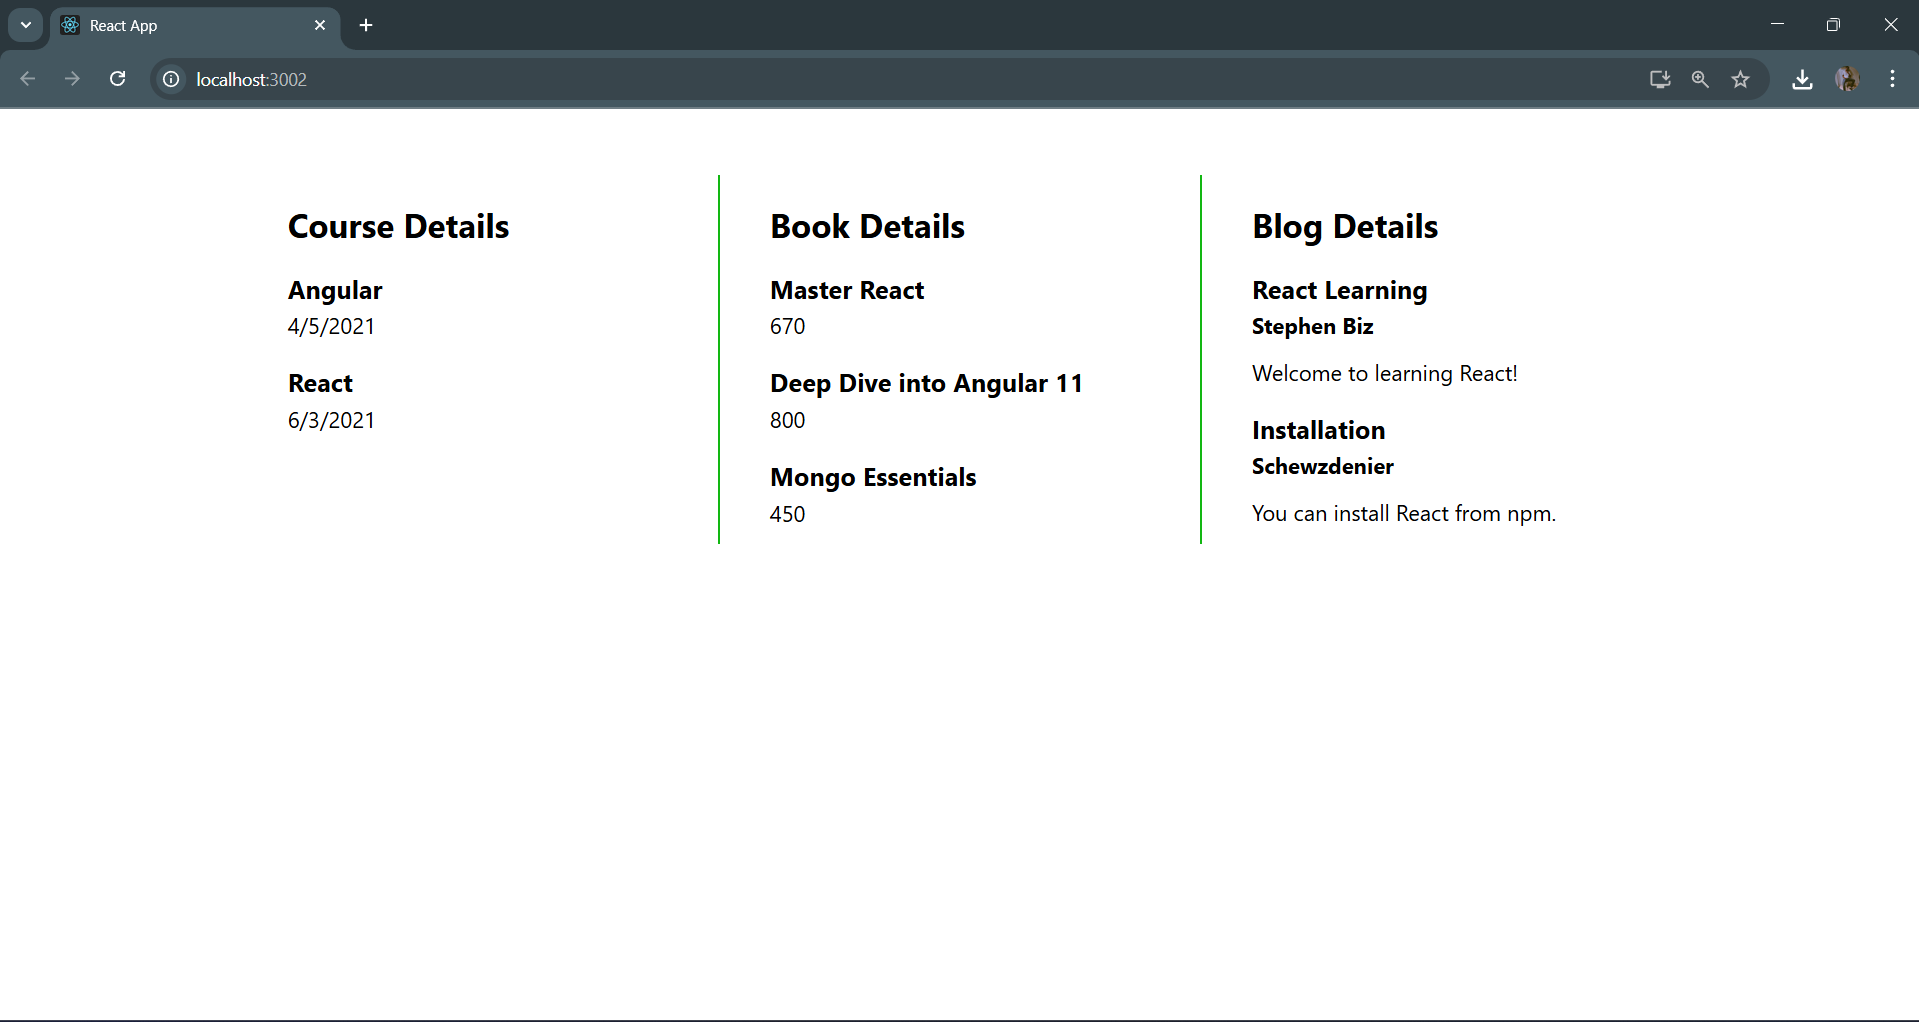 React App
localhost:3002
Course Details
Angular
4/5/2021
React
6/3/2021
Book Details
Master React
670
Deep Dive into Angular 11
800
Mongo Essentials
450
Blog Details
React Learning
Stephen Biz
Welcome to learning React!
Installation
Schewzdenier
You can install React from npm.